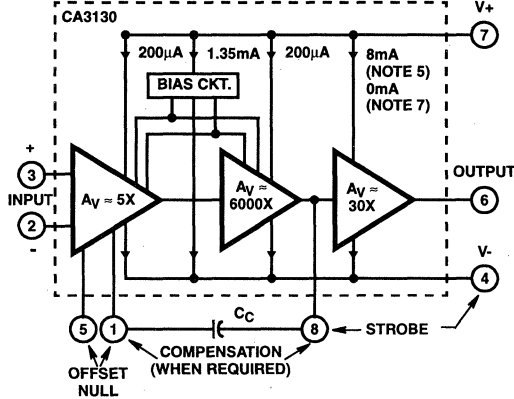 CA3130
V+
7
200µA
1.35mA
200µA
8mA
(NOTE 5)
0mA
(NOTE 7)
BIAS CKT.
+
3
INPUT
2
-
AV ≈ 5X
AV ≈
6000X
AV ≈
30X
OUTPUT
6
V-
4
CC
5
1
8
STROBE
OFFSET
NULL
COMPENSATION
(WHEN REQUIRED)